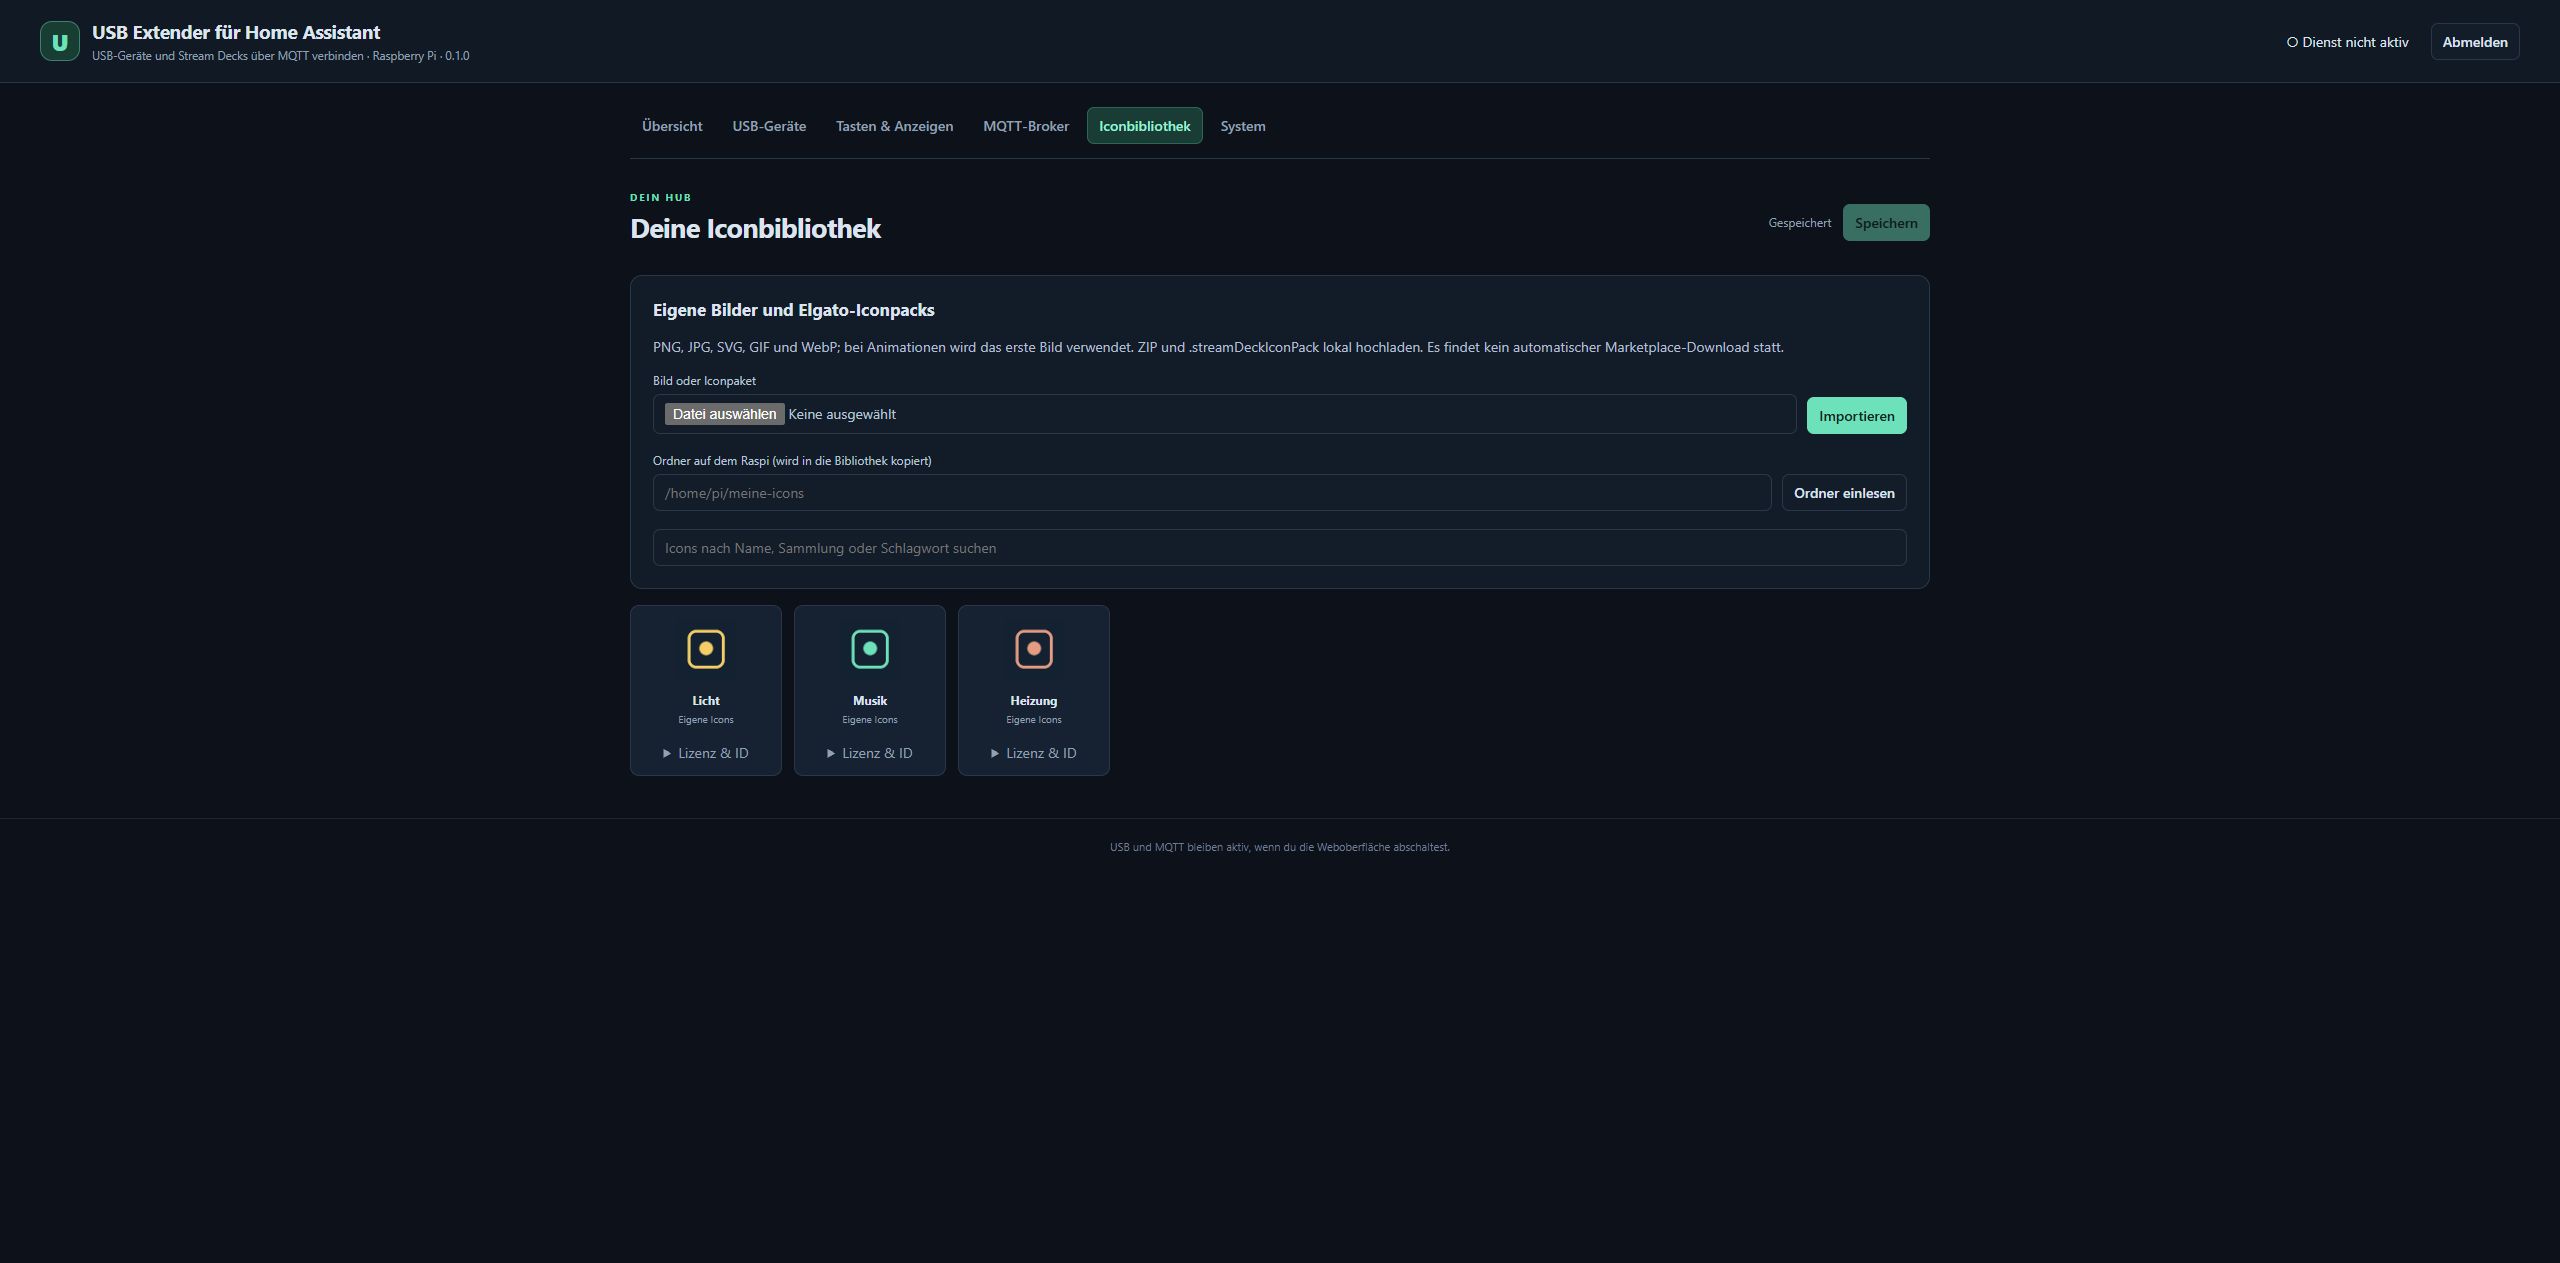 U
USB Extender für Home Assistant
USB-Geräte und Stream Decks über MQTT verbinden · Raspberry Pi · 0.1.0
Dienst nicht aktiv
Abmelden
Übersicht
USB-Geräte
Tasten & Anzeigen
MQTT-Broker
Iconbibliothek
System
DEIN HUB
Deine Iconbibliothek
Gespeichert
Speichern
Eigene Bilder und Elgato-Iconpacks
PNG, JPG, SVG, GIF und WebP; bei Animationen wird das erste Bild verwendet. ZIP und .streamDeckIconPack lokal hochladen. Es findet kein automatischer Marketplace-Download statt.
Bild oder Iconpaket
Datei auswählen Keine ausgewählt
Importieren
Ordner auf dem Raspi (wird in die Bibliothek kopiert)
/home/pi/meine-icons
Ordner einlesen
Icons nach Name, Sammlung oder Schlagwort suchen
Licht
Eigene Icons
Lizenz & ID
Musik
Eigene Icons
Lizenz & ID
Heizung
Eigene Icons
Lizenz & ID
USB und MQTT bleiben aktiv, wenn du die Weboberfläche abschaltest.